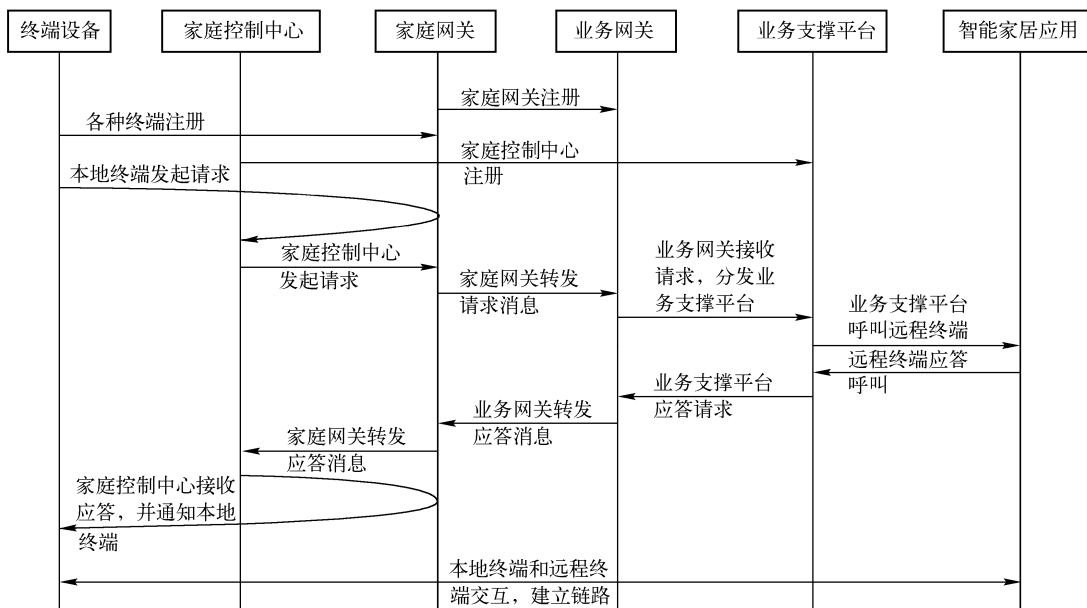 终端设备
家庭控制中心
家庭网关
业务网关
业务支撑平台
智能家居应用
家庭网关注册
各种终端注册
家庭控制中心
注册
本地终端发起请求
家庭控制中心
发起请求
家庭网关转发
请求消息
业务网关接收
请求，分发业
务支撑平台
业务支撑平台
呼叫远程终端
远程终端应答
呼叫
业务支撑平台
应答请求
业务网关转发
应答消息
家庭网关转发
应答消息
家庭控制中心接收
应答，并通知本地
终端
本地终端和远程终
端交互，建立链路